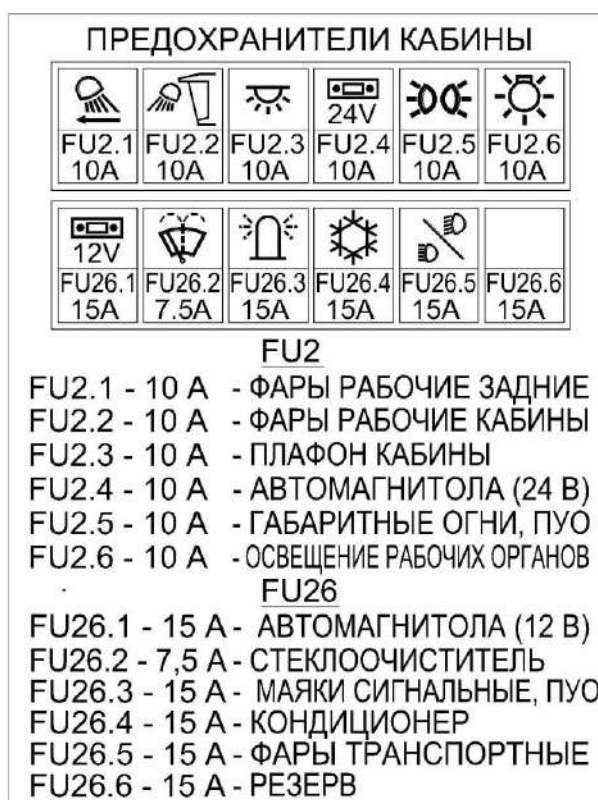 ПРЕДОХРАНИТЕЛИ КАБИНЫ
24V
FU2.1 FU2.2 FU2.3 FU2.4 FU2.5 FU2.6
10A 10A 10A 10A 10A 10A
12V
FU26.1 FU26.2 FU26.3 FU26.4 FU26.5 FU26.6
15A 7.5A 15A 15A 15A 15A
FU2
FU2.1 - 10 А - ФАРЫ РАБОЧИЕ ЗАДНИЕ
FU2.2 - 10 А - ФАРЫ РАБОЧИЕ КАБИНЫ
FU2.3 - 10 А - ПЛАФОН КАБИНЫ
FU2.4 - 10 А - АВТОМАГНИТОЛА (24 В)
FU2.5 - 10 А - ГАБАРИТНЫЕ ОГНИ, ПУО
FU2.6 - 10 А - ОСВЕЩЕНИЕ РАБОЧИХ ОРГАНОВ
FU26
FU26.1 - 15 А - АВТОМАГНИТОЛА (12 В)
FU26.2 - 7,5 А - СТЕКЛООЧИСТИТЕЛЬ
FU26.3 - 15 А - МАЯКИ СИГНАЛЬНЫЕ, ПУО
FU26.4 - 15 А - КОНДИЦИОНЕР
FU26.5 - 15 А - ФАРЫ ТРАНСПОРТНЫЕ
FU26.6 - 15 А - РЕЗЕРВ